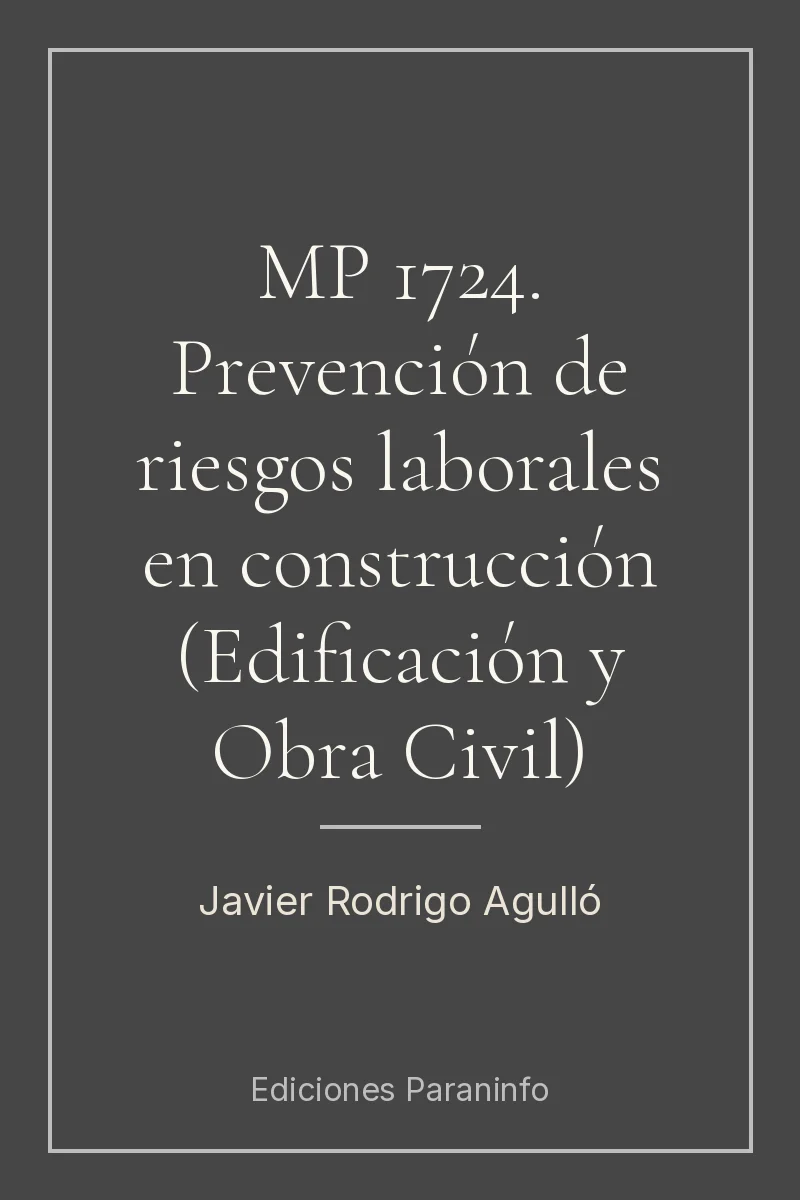 MP 1724.
Prevención de
riesgos laborales
en construcción
(Edificación y
Obra Civil)
Javier Rodrigo Agulló
Ediciones Paraninfo